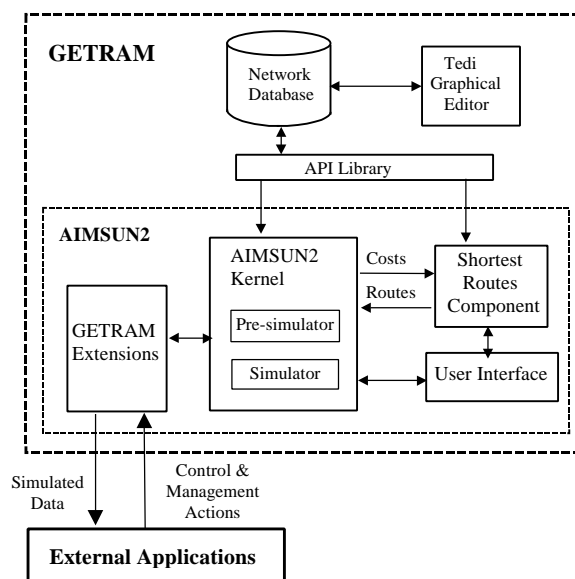 GETRAM
Network
Database
Tedi
Graphical
Editor
API Library
AIMSUN2
AIMSUN2
Kernel
Pre-simulator
Simulator
Costs
Routes
Shortest
Routes
Component
GETRAM
Extensions
User Interface
Simulated
Data
Control &
Management
Actions
External Applications